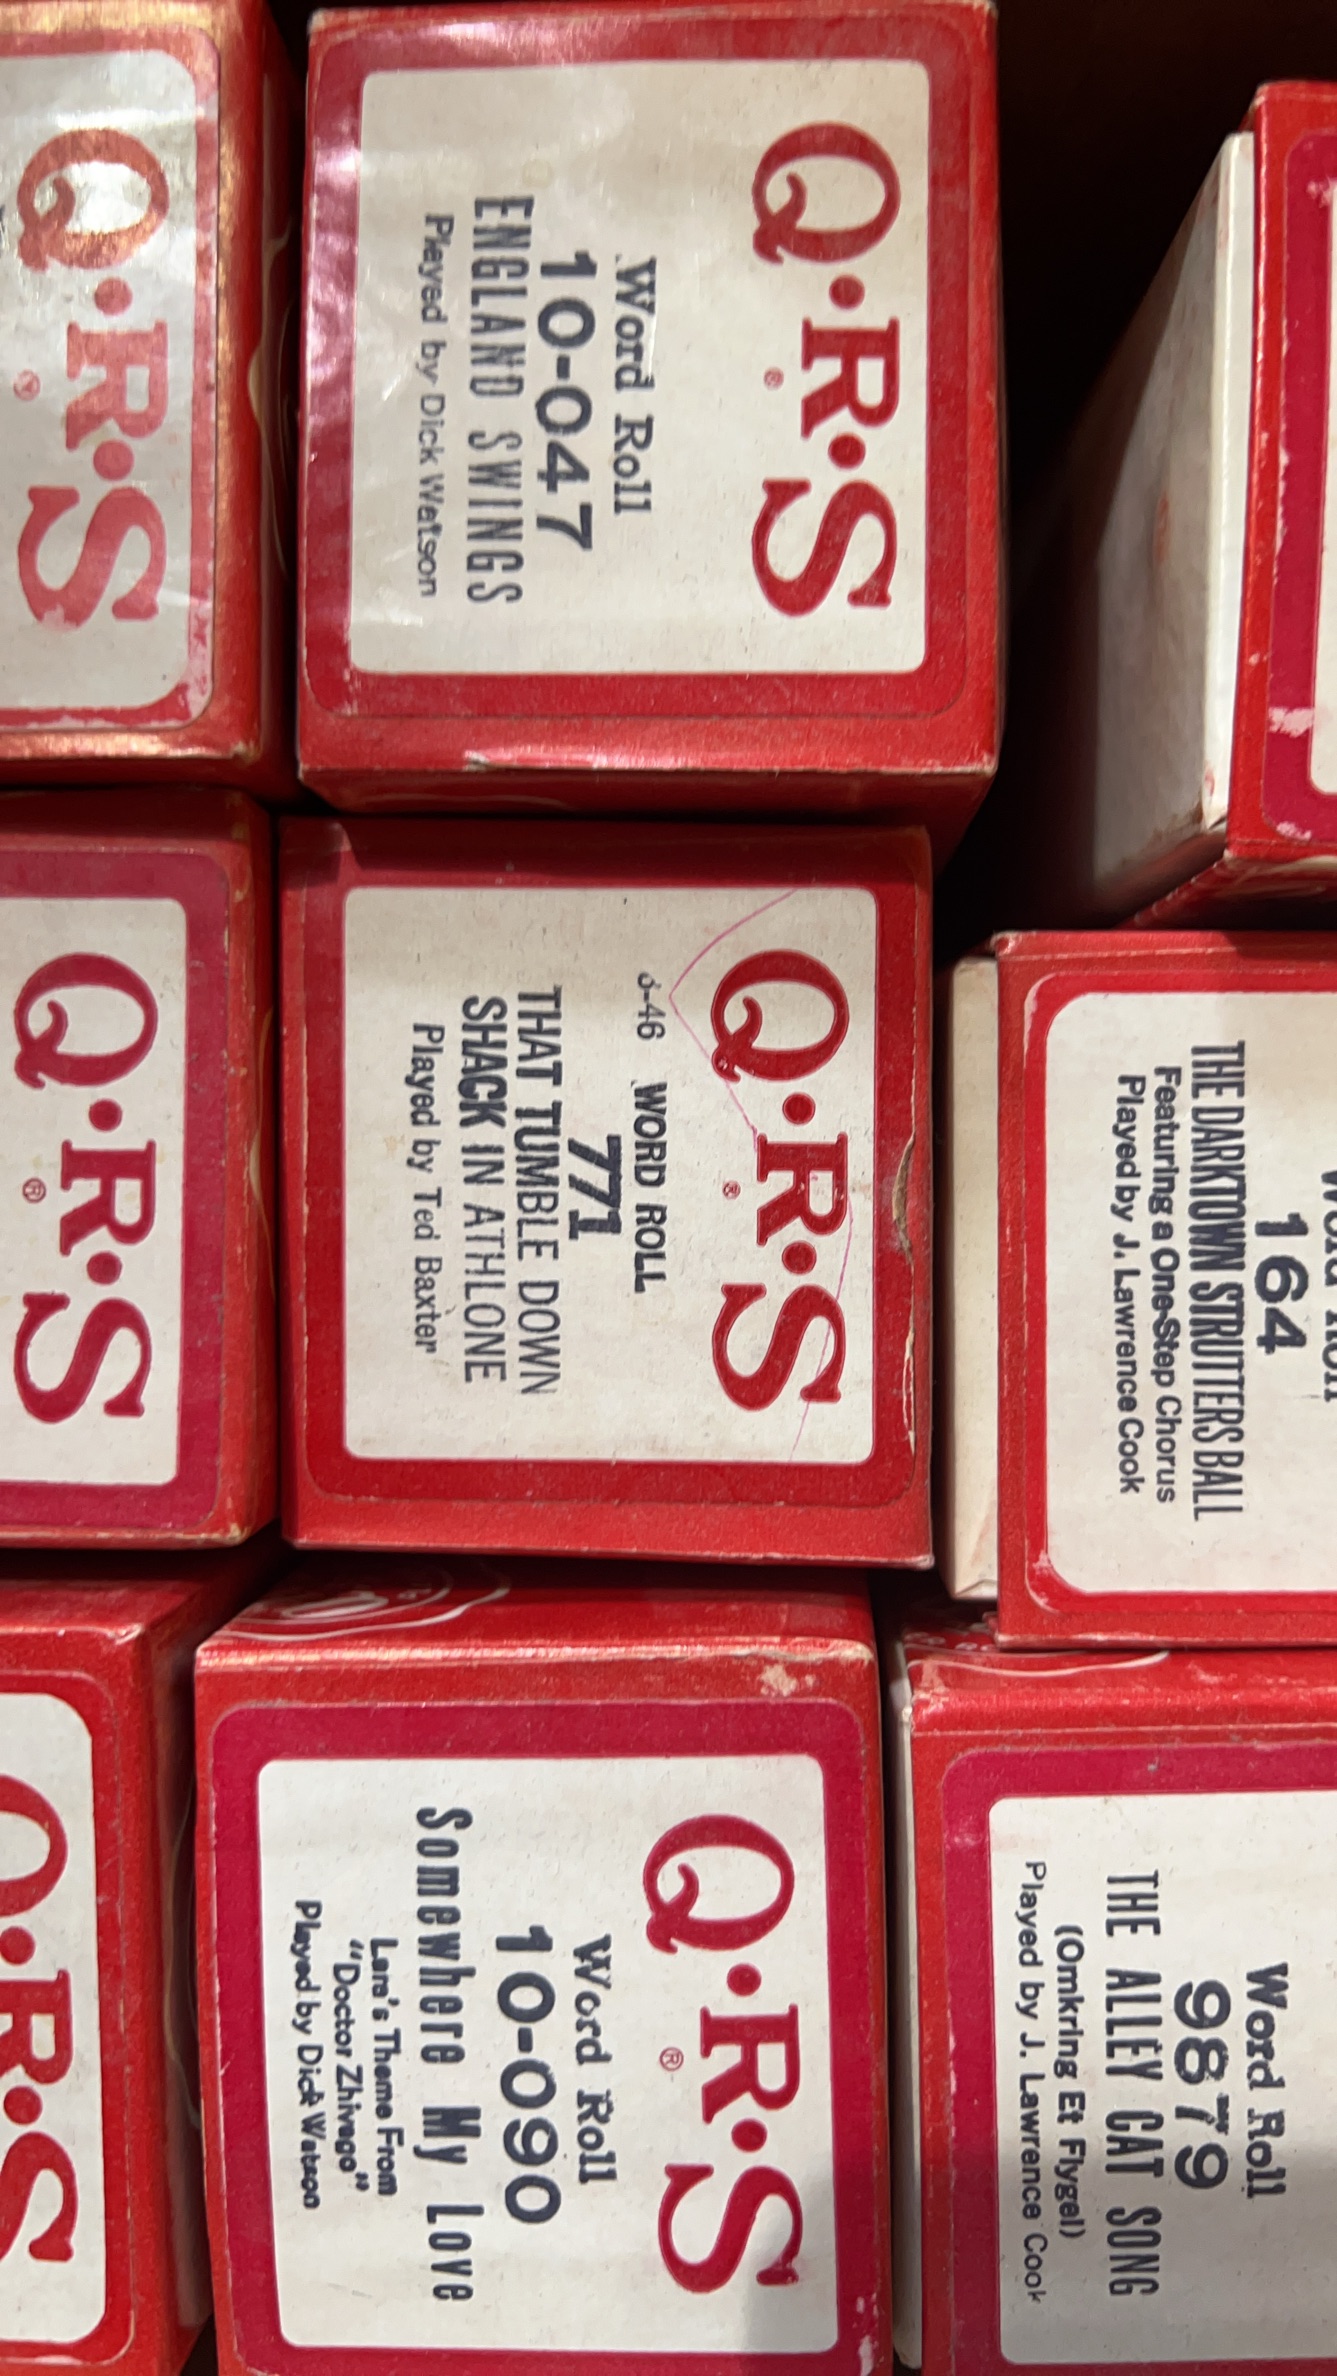 Q·R·S
®
Word Roll
10-047
ENGLAND SWINGS
Played by Dick Watson
Q·R·S
®
Q·R·S
®
J-46 WORD ROLL
771
THAT TUMBLE DOWN
SHACK IN ATHLONE
Played by Ted Baxter
Q·R·S
®
Word Roll
10-090
Somewhere My Love
Lara's Theme From
"Doctor Zhivago"
Played by Dick Watson
Word Roll
164
THE DARKTOWN STRUTTERS BALL
Featuring a One-Step Chorus
Played by J. Lawrence Cook
Word Roll
9879
THE ALLEY CAT SONG
(Omkring Et Flygel)
Played by J. Lawrence Cook
Q·R·S
®
Q·R·S